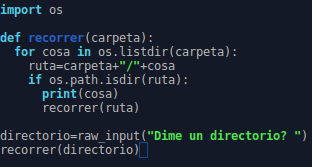 import os

def recorrer(carpeta):
  for cosa in os.listdir(carpeta):
    ruta=carpeta+"/"+cosa
    if os.path.isdir(ruta):
      print(cosa)
      recorrer(ruta)

directorio=raw_input("Dime un directorio? ")
recorrer(directorio)